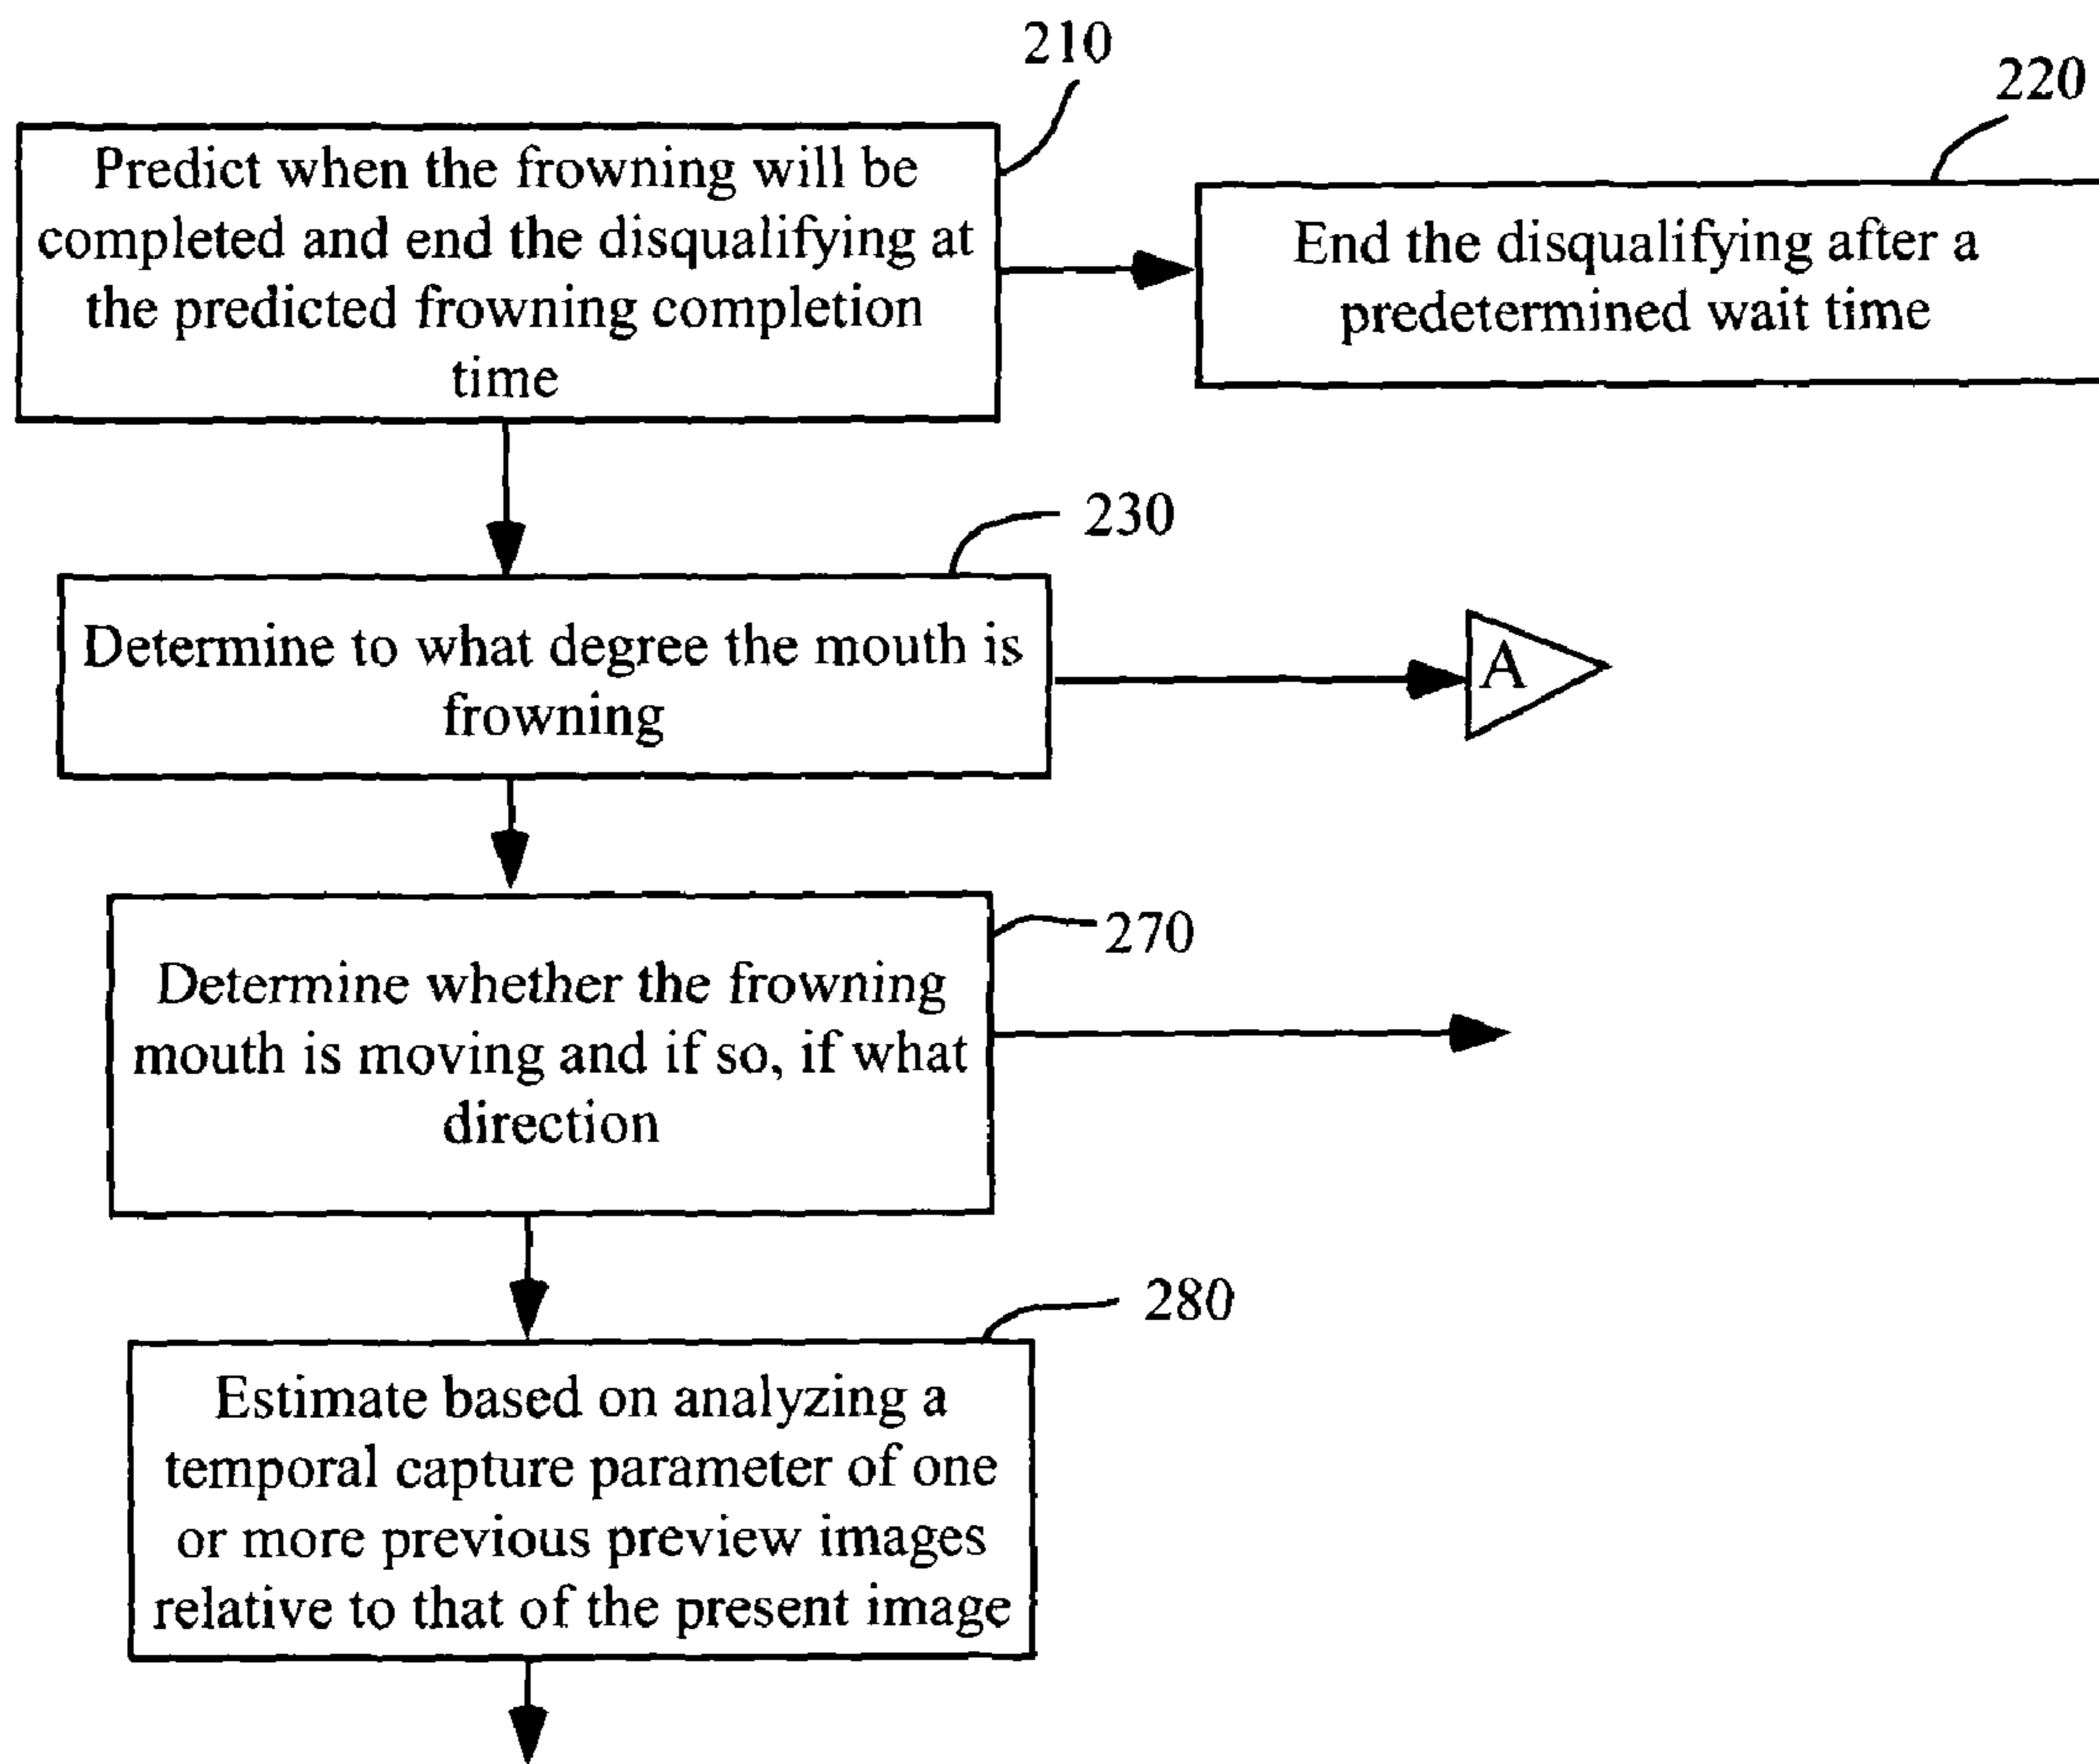 210
220
Predict when the frowning will be
completed and end the disqualifying at
the predicted frowning completion
time
End the disqualifying after a
predetermined wait time
230
Determine to what degree the mouth is
frowning
A
270
Determine whether the frowning
mouth is moving and if so, if what
direction
280
Estimate based on analyzing a
temporal capture parameter of one
or more previous preview images
relative to that of the present image